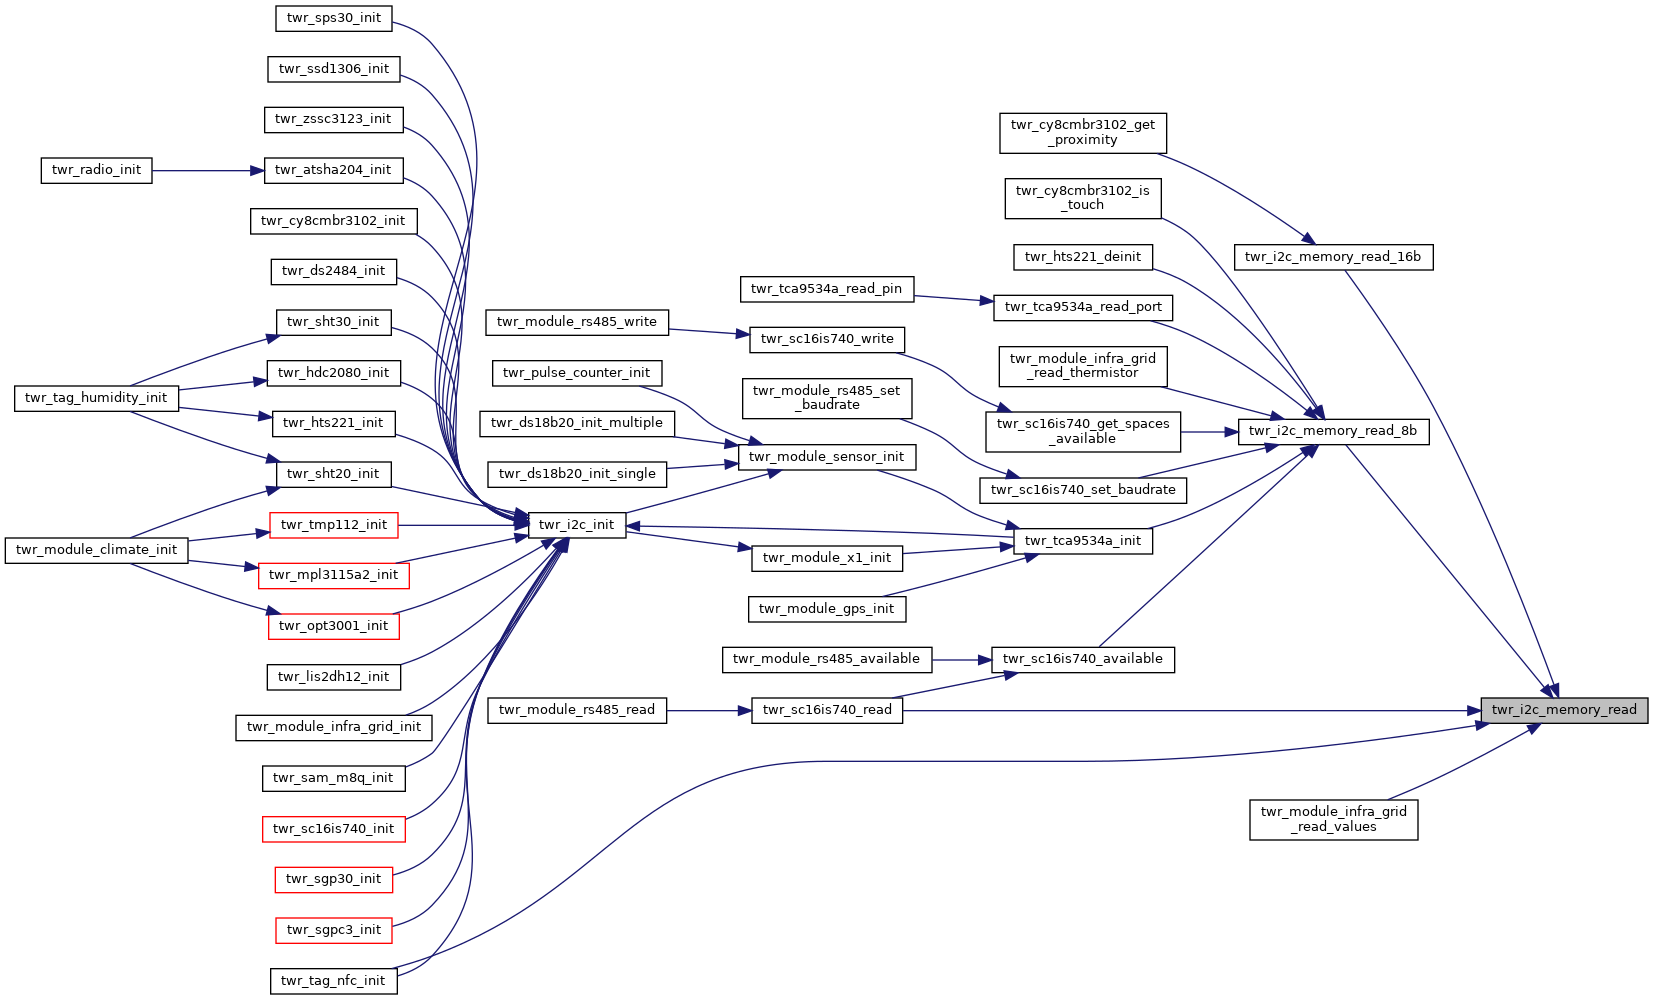 twr_sps30_init
twr_ssd1306_init
twr_zssc3123_init
twr_radio_init
twr_atsha204_init
twr_cy8cmbr3102_init
twr_ds2484_init
twr_sht30_init
twr_hdc2080_init
twr_tag_humidity_init
twr_hts221_init
twr_sht20_init
twr_tmp112_init
twr_module_climate_init
twr_mpl3115a2_init
twr_opt3001_init
twr_lis2dh12_init
twr_module_infra_grid_init
twr_sam_m8q_init
twr_sc16is740_init
twr_sgp30_init
twr_sgpc3_init
twr_tag_nfc_init
twr_module_rs485_write
twr_pulse_counter_init
twr_ds18b20_init_multiple
twr_ds18b20_init_single
twr_i2c_init
twr_module_rs485_read
twr_tca9534a_read_pin
twr_sc16is740_write
twr_module_rs485_set
_baudrate
twr_module_sensor_init
twr_module_x1_init
twr_module_gps_init
twr_module_rs485_available
twr_sc16is740_read
twr_cy8cmbr3102_get
_proximity
twr_cy8cmbr3102_is
_touch
twr_hts221_deinit
twr_tca9534a_read_port
twr_module_infra_grid
_read_thermistor
twr_sc16is740_get_spaces
_available
twr_sc16is740_set_baudrate
twr_tca9534a_init
twr_sc16is740_available
twr_i2c_memory_read_16b
twr_i2c_memory_read_8b
twr_module_infra_grid
_read_values
twr_i2c_memory_read